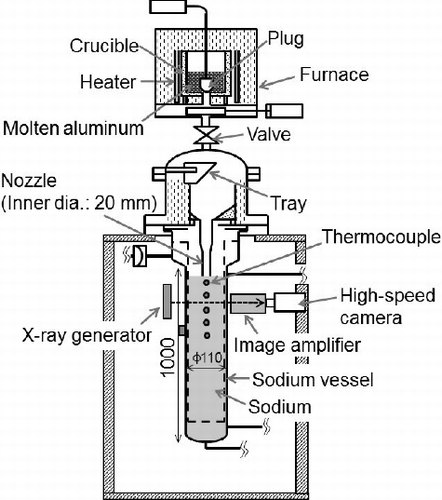 Crucible
Plug
Heater
Furnace
Molten aluminum
Valve
Nozzle
(Inner dia.: 20 mm)
Tray
Thermocouple
High-speed
camera
X-ray generator
Image amplifier
1000
ϕ110
Sodium vessel
Sodium